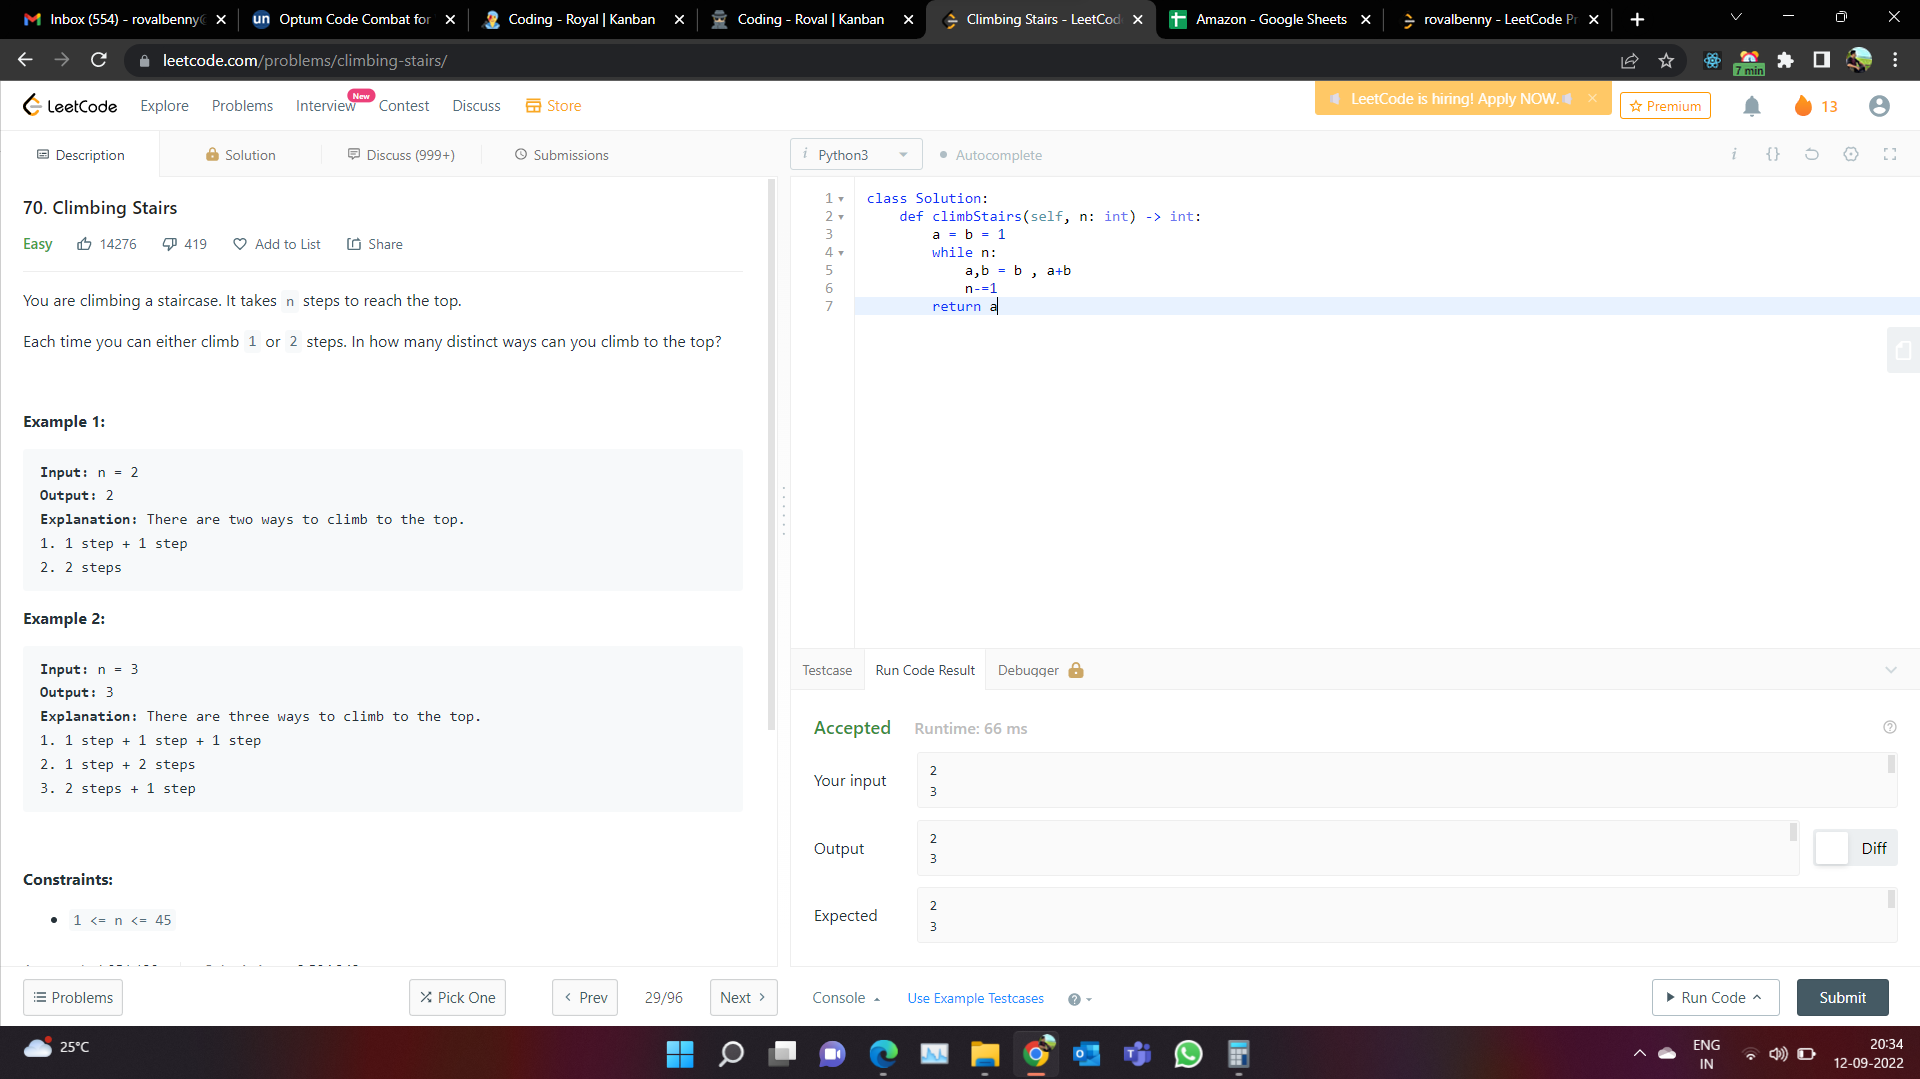 Inbox (554) - rovalbenny@
Optum Code Combat for
Coding - Royal | Kanban
Coding - Roval | Kanban
Climbing Stairs - LeetCod
Amazon - Google Sheets
rovalbenny - LeetCode Pr
leetcode.com/problems/climbing-stairs/
7 min
LeetCode
Explore
Problems
Interview
New
Contest
Discuss
Store
LeetCode is hiring! Apply NOW.
Premium
13
Description
Solution
Discuss (999+)
Submissions
i Python3
Autocomplete
70. Climbing Stairs
Easy 14276 419 Add to List Share
You are climbing a staircase. It takes n steps to reach the top.
Each time you can either climb 1 or 2 steps. In how many distinct ways can you climb to the top?
Example 1:
Input: n = 2
Output: 2
Explanation: There are two ways to climb to the top.
1. 1 step + 1 step
2. 2 steps
Example 2:
Input: n = 3
Output: 3
Explanation: There are three ways to climb to the top.
1. 1 step + 1 step + 1 step
2. 1 step + 2 steps
3. 2 steps + 1 step
Constraints:
1 <= n <= 45
Problems
Pick One
Prev
29/96
Next
1 class Solution:
2 def climbStairs(self, n: int) -> int:
3 a = b = 1
4 while n:
5 a,b = b , a+b
6 n-=1
7 return a
Testcase
Run Code Result
Debugger
Accepted Runtime: 66 ms
Your input
2
3
Output
2
3
Diff
Expected
2
3
Console
Use Example Testcases
Run Code
Submit
25°C
ENG
IN
20:34
12-09-2022